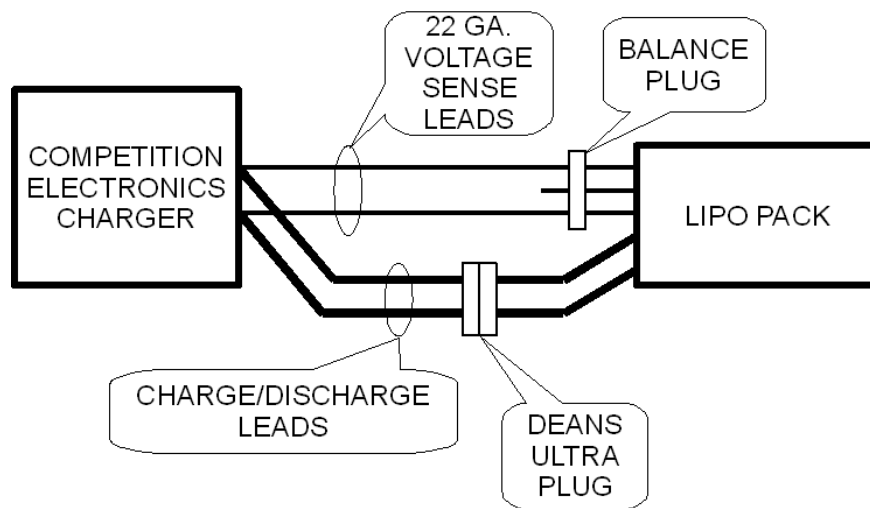 22 GA.
VOLTAGE
SENSE
LEADS
BALANCE
PLUG
COMPETITION
ELECTRONICS
CHARGER
LIPO PACK
CHARGE/DISCHARGE
LEADS
DEANS
ULTRA
PLUG